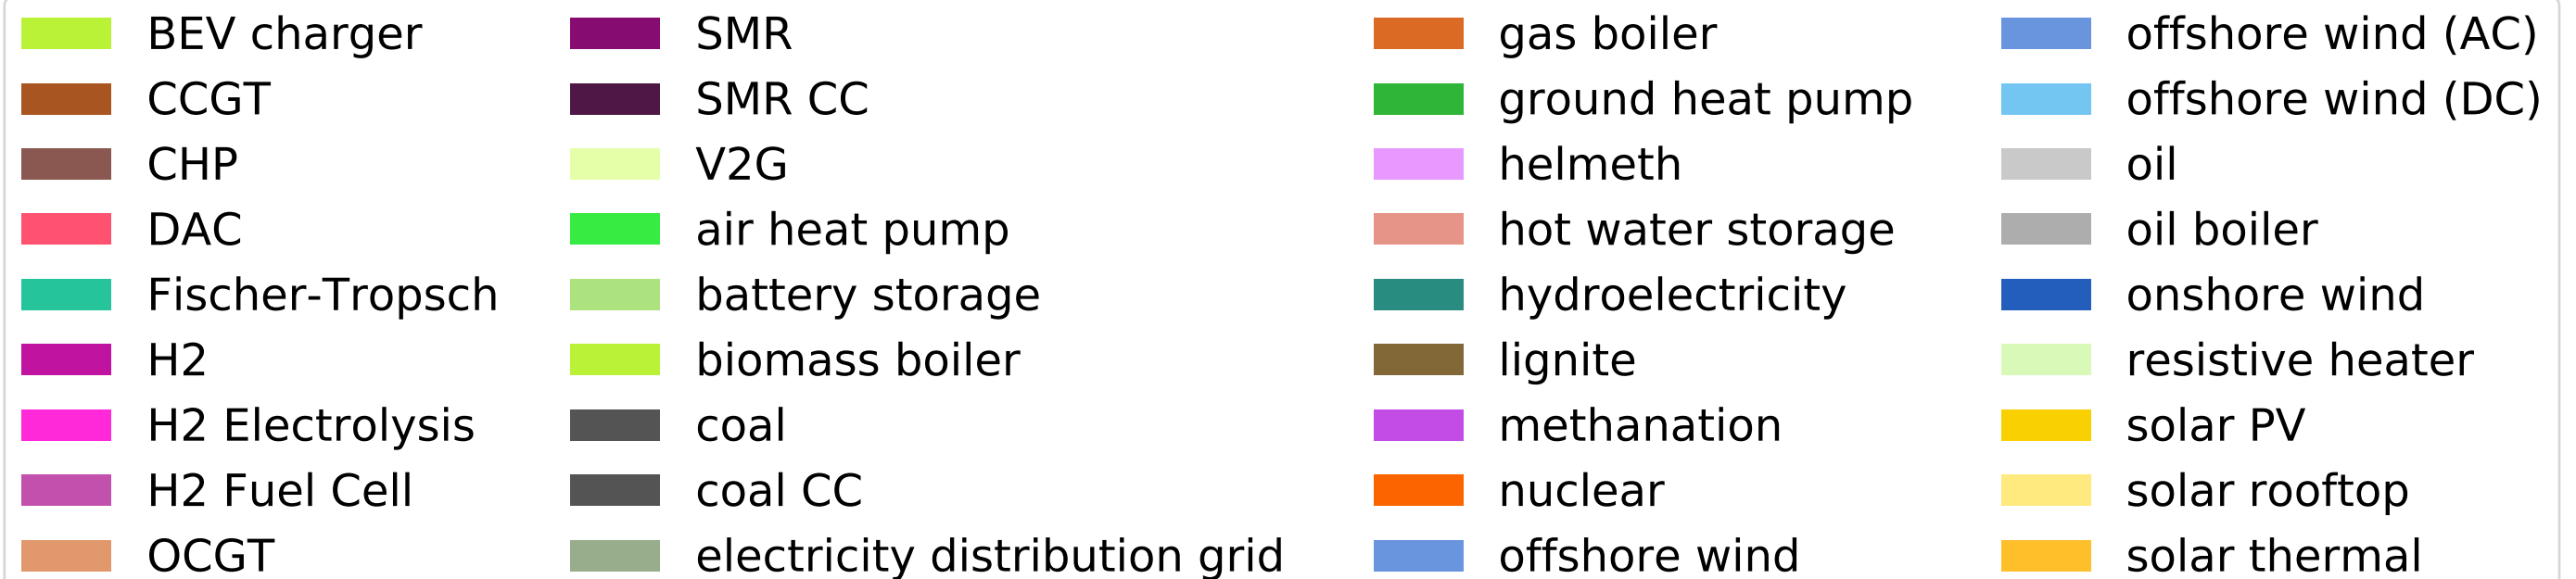 BEV charger
CCGT
CHP
DAC
Fischer-Tropsch
H2
H2 Electrolysis
H2 Fuel Cell
OCGT
SMR
SMR CC
V2G
air heat pump
battery storage
biomass boiler
coal
coal CC
electricity distribution grid
gas boiler
ground heat pump
helmeth
hot water storage
hydroelectricity
lignite
methanation
nuclear
offshore wind
offshore wind (AC)
offshore wind (DC)
oil
oil boiler
onshore wind
resistive heater
solar PV
solar rooftop
solar thermal